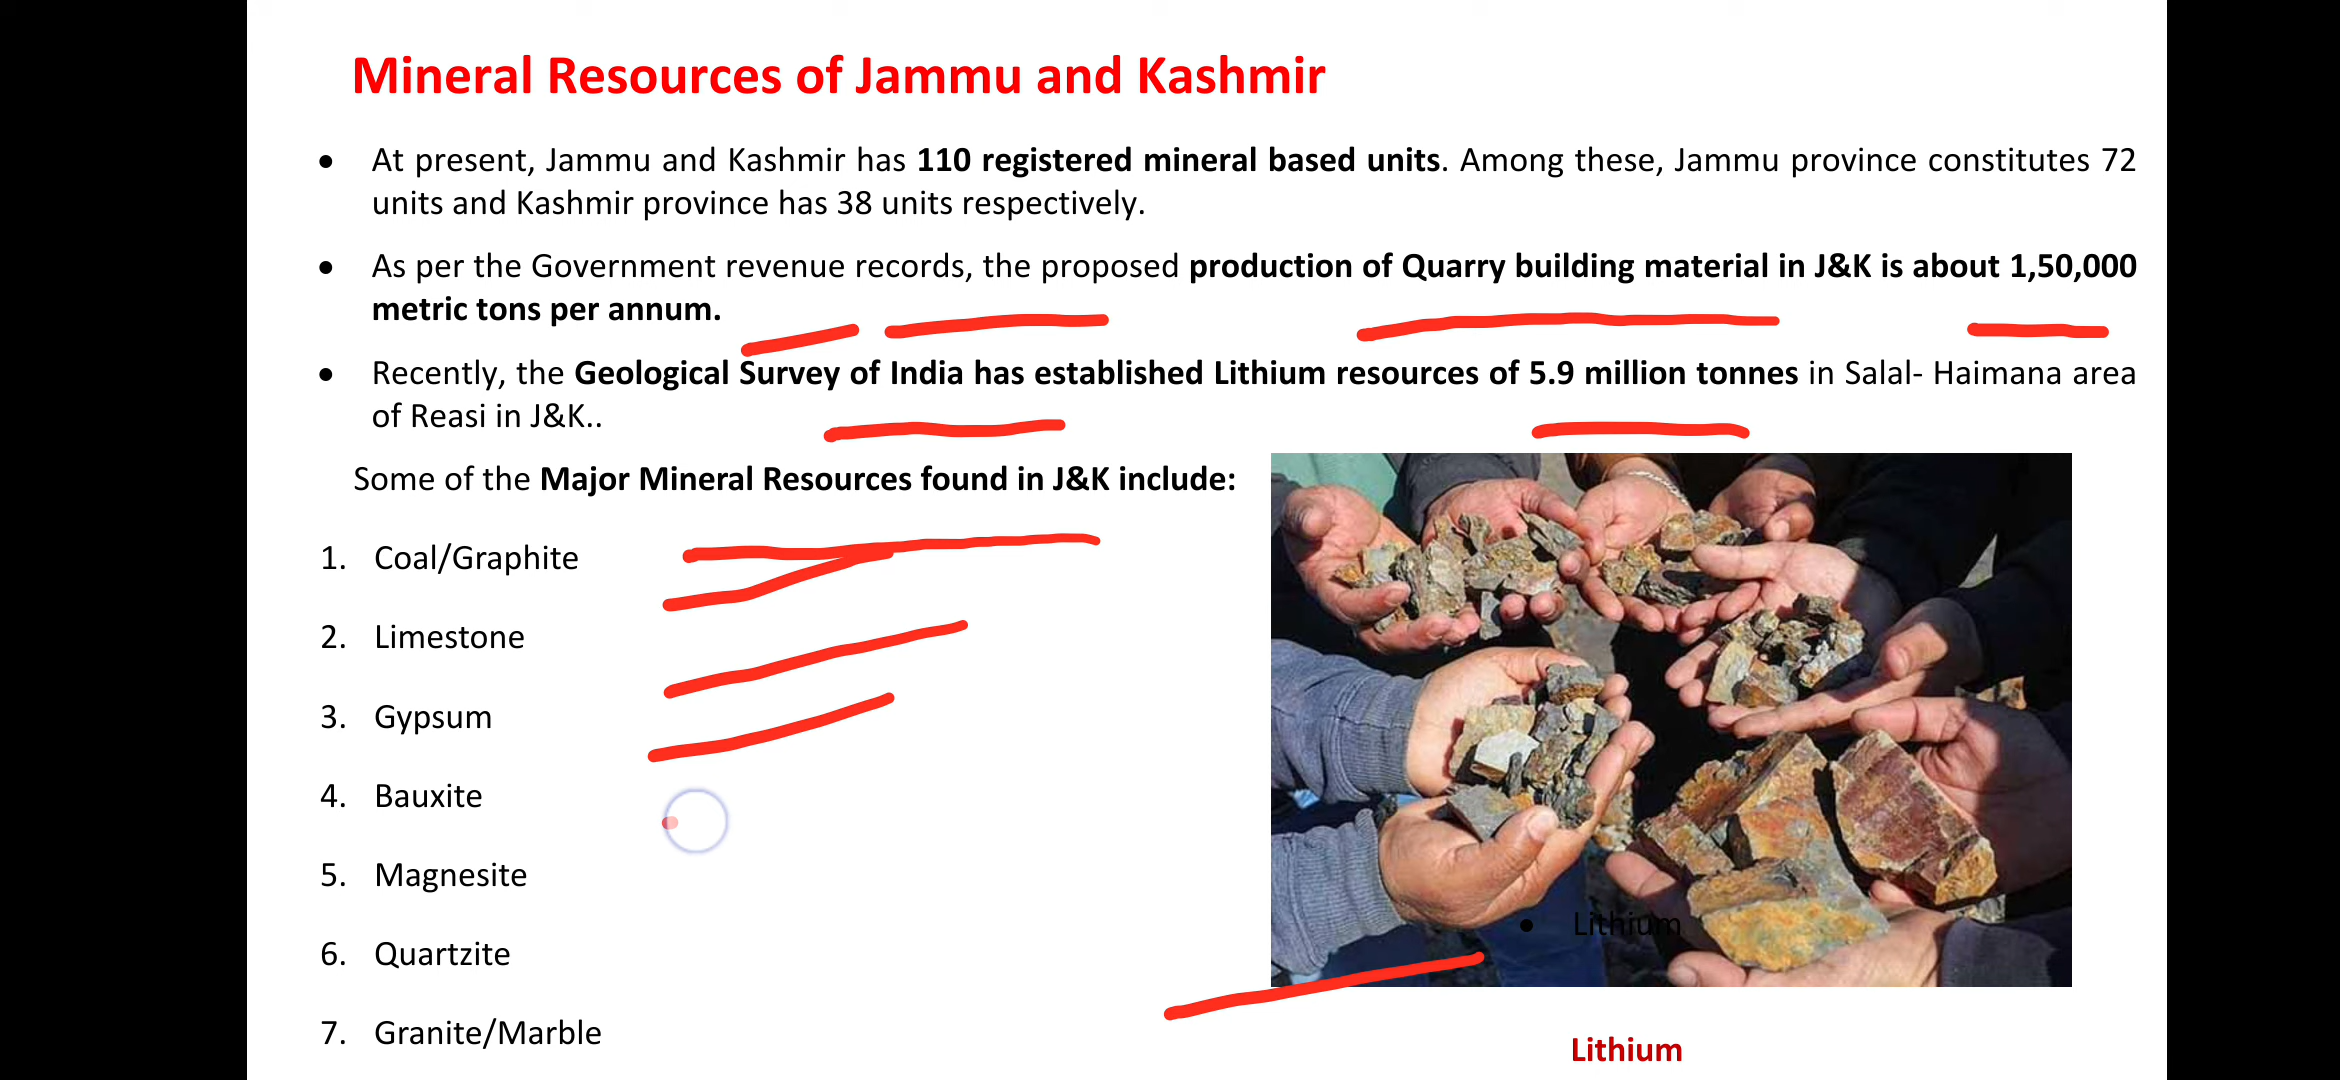 Mineral Resources of Jammu and Kashmir
• At present, Jammu and Kashmir has 110 registered mineral based units. Among these, Jammu province constitutes 72
units and Kashmir province has 38 units respectively.
• As per the Government revenue records, the proposed production of Quarry building material in J&K is about 1,50,000
metric tons per annum.
• Recently, the Geological Survey of India has established Lithium resources of 5.9 million tonnes in Salal- Haimana area
of Reasi in J&K..
Some of the Major Mineral Resources found in J&K include:
1. Coal/Graphite
2. Limestone
3. Gypsum
4. Bauxite
5. Magnesite
6. Quartzite
7. Granite/Marble
• Lithium
Lithium